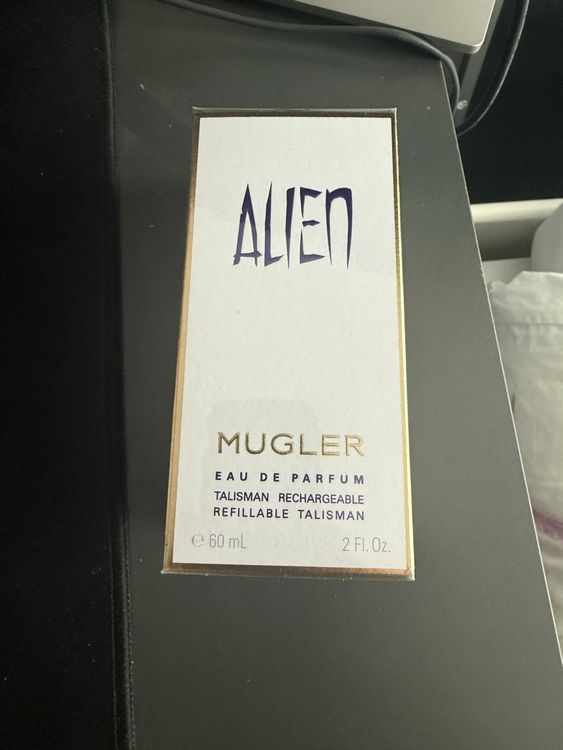 ALIEN
MUGLER
EAU DE PARFUM
TALISMAN RECHARGEABLE
REFILLABLE TALISMAN
℮ 60 mL 2 Fl. Oz.